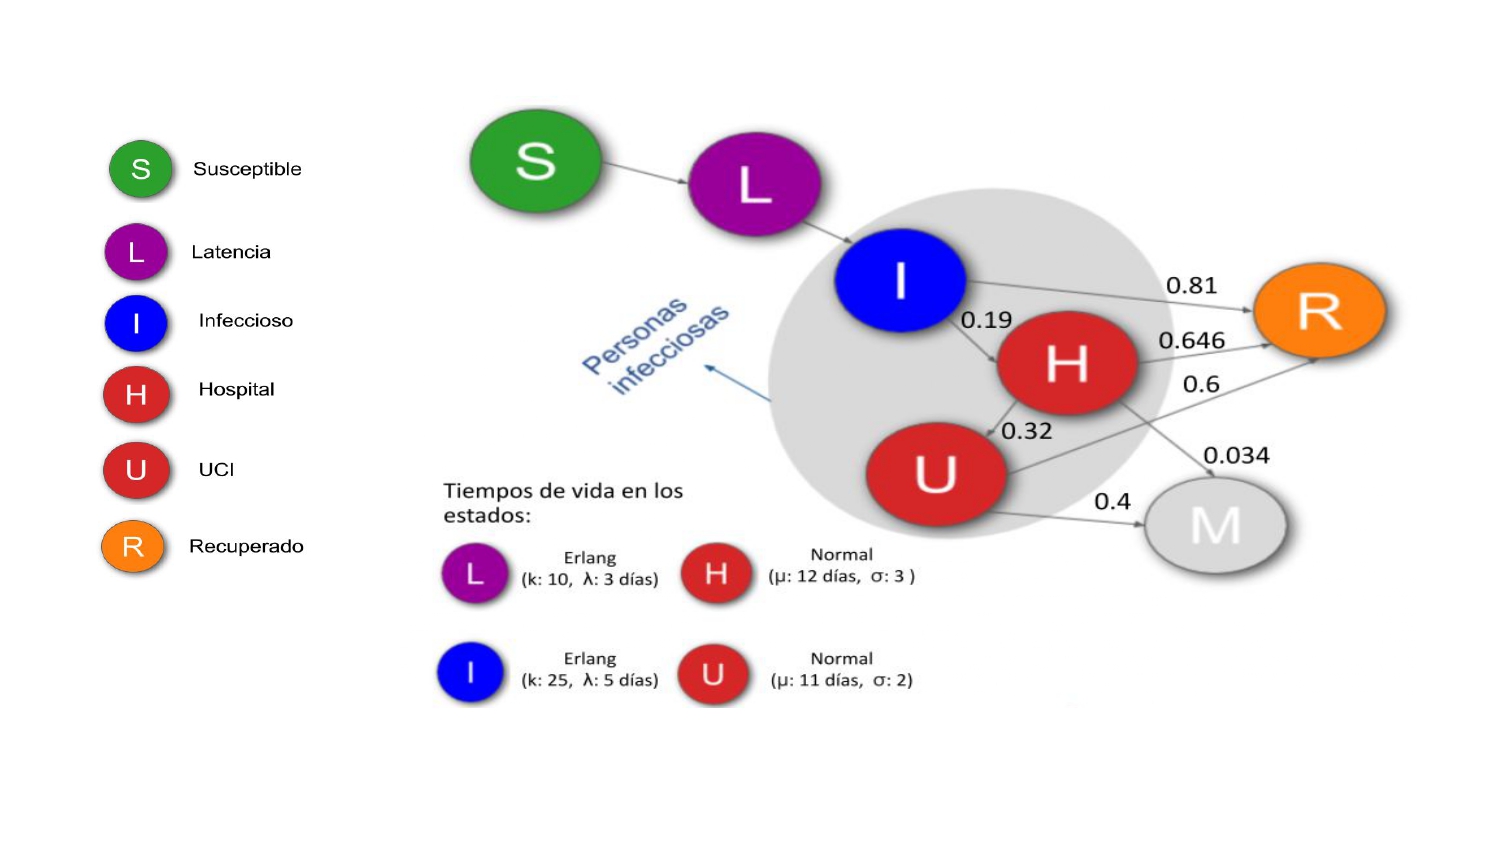 S Susceptible
L Latencia
I Infeccioso
H Hospital
U UCI
R Recuperado
S
L
I
H
U
R
M
0.81
0.19
0.646
0.6
0.32
0.034
0.4
Personas
infecciosas
Tiempos de vida en los
estados:
L Erlang
(k: 10, λ: 3 días)
H Normal
(μ: 12 días, σ: 3 )
I Erlang
(k: 25, λ: 5 días)
U Normal
(μ: 11 días, σ: 2)